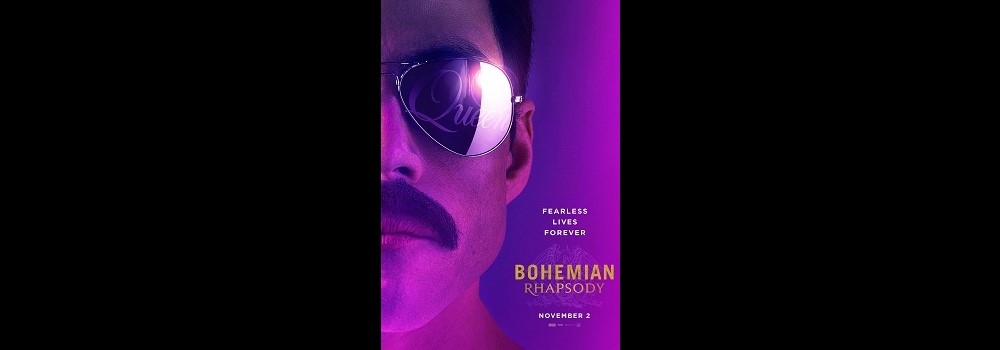 Queen
FEARLESS
LIVES
FOREVER
BOHEMIAN
RHAPSODY
NOVEMBER 2